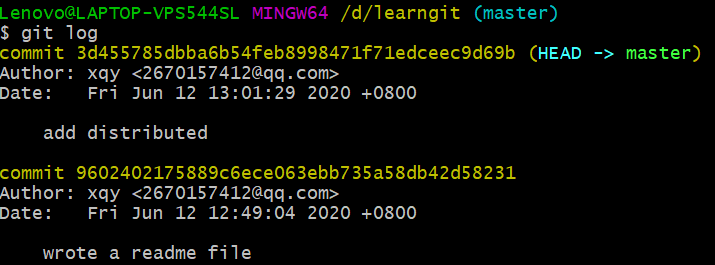 Lenovo@LAPTOP-VPS544SL MINGW64 /d/learngit (master)
$ git log
commit 3d455785dbba6b54feb8998471f71edceec9d69b (HEAD -> master)
Author: xqy <2670157412@qq.com>
Date:   Fri Jun 12 13:01:29 2020 +0800
    add distributed
commit 9602402175889c6ece063ebb735a58db42d58231
Author: xqy <2670157412@qq.com>
Date:   Fri Jun 12 12:49:04 2020 +0800
    wrote a readme file